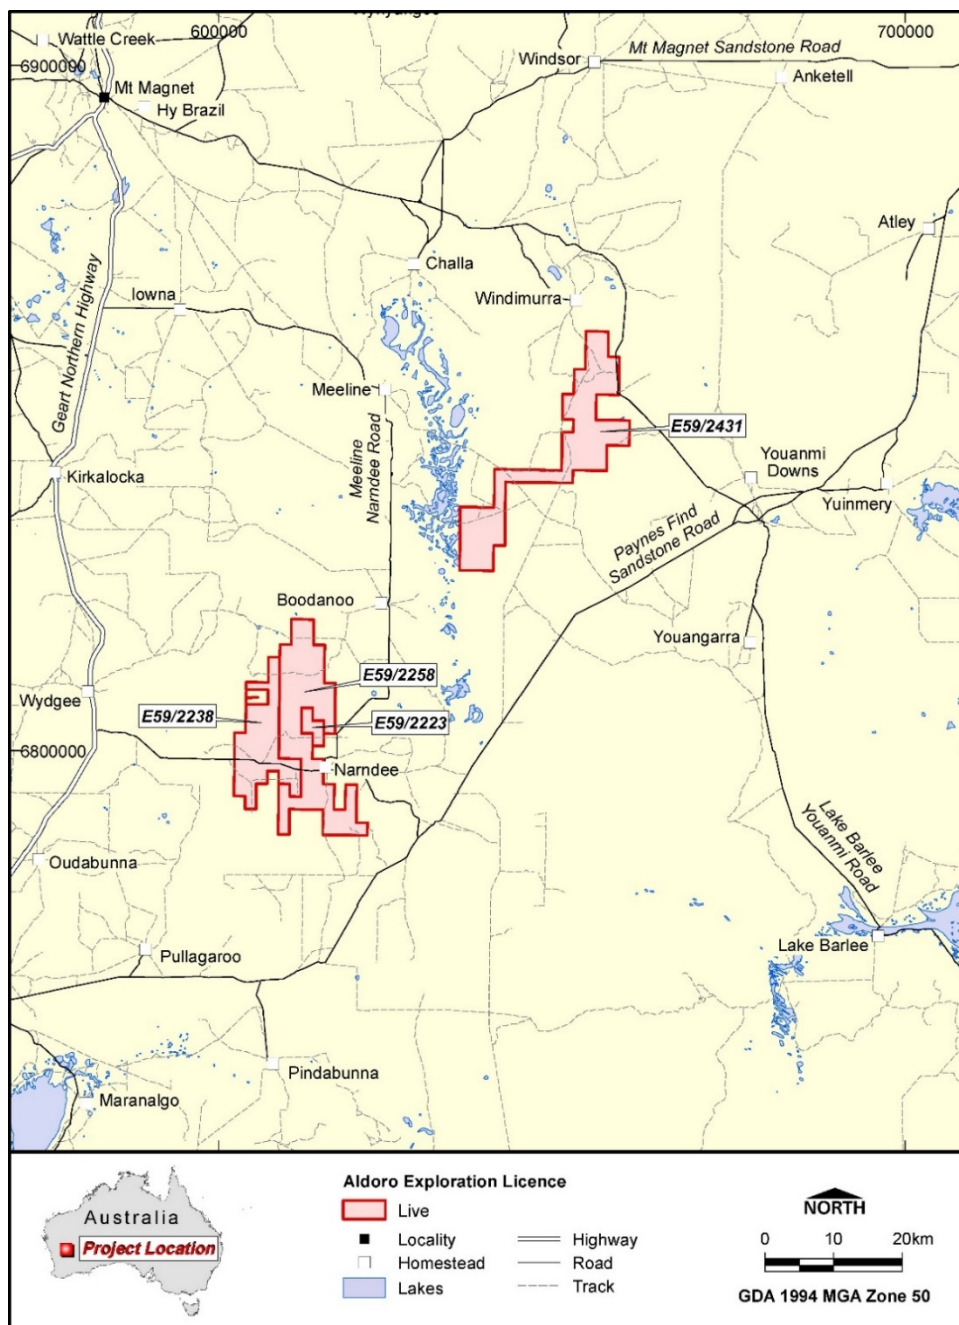 600000
700000
Wattle Creek
Windsor
Mt Magnet Sandstone Road
6900000
Anketell
Mt Magnet
Hy Brazil
Atley
Challa
Iowna
Windimurra
Geart Northern Highway
Meeline
Meeline
Narndee Road
E59/2431
Kirkalocka
Youanmi
Downs
Yuinmery
Paynes Find
Sandstone Road
Boodanoo
Youangarra
E59/2258
Wydgee
E59/2238
E59/2223
6800000
Narndee
Lake Barlee
Youanmi Road
Oudabunna
Lake Barlee
Pullagaroo
Pindabunna
Maranalgo
Australia
Project Location
Aldoro Exploration Licence
Live
Locality
Homestead
Lakes
Highway
Road
Track
NORTH
0 10 20km
GDA 1994 MGA Zone 50